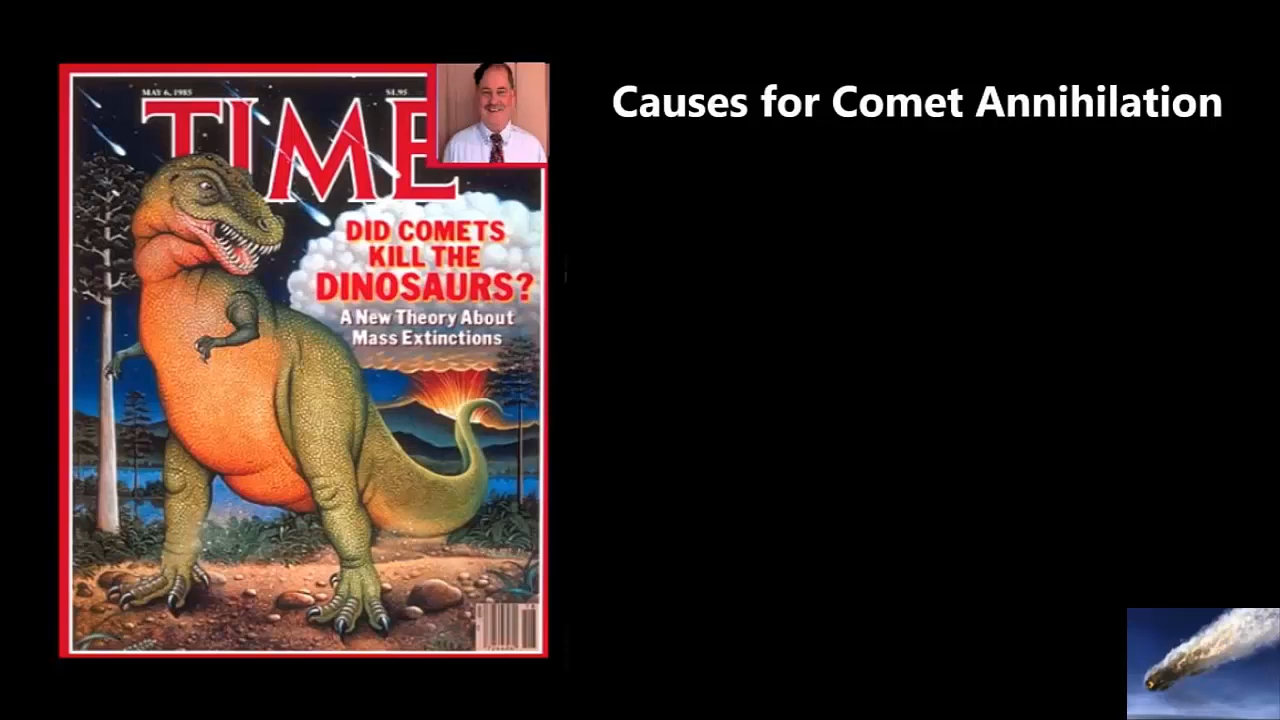 Causes for Comet Annihilation
MAY 6, 1985 $1.95
TIME
DID COMETS
KILL THE
DINOSAURS?
A New Theory About
Mass Extinctions